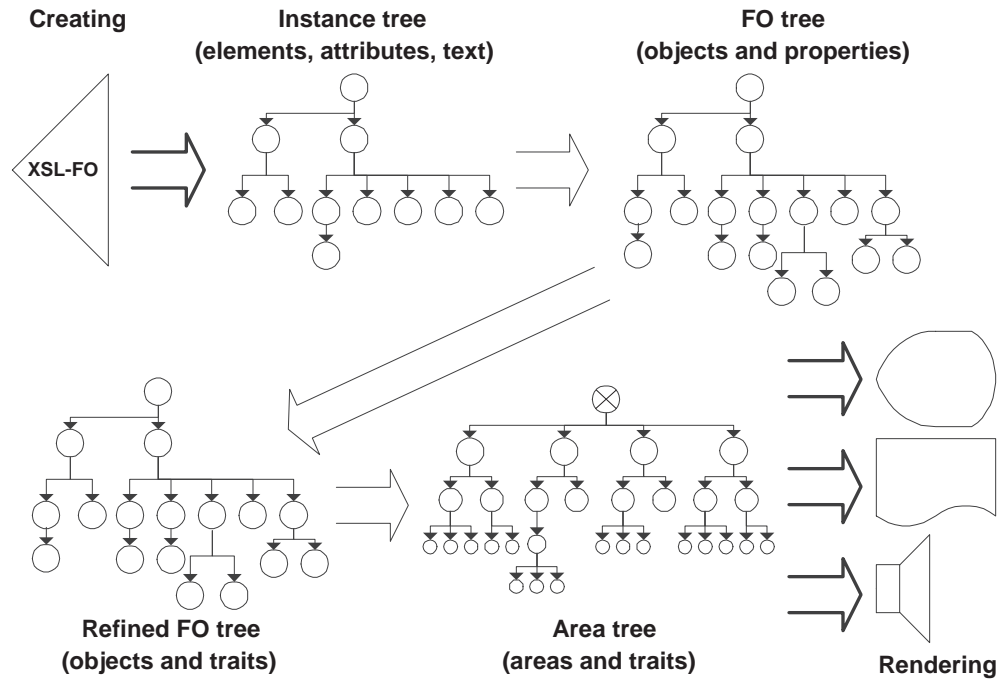 Creating
Instance tree
(elements, attributes, text)
FO tree
(objects and properties)
XSL-FO
Refined FO tree
(objects and traits)
Area tree
(areas and traits)
Rendering